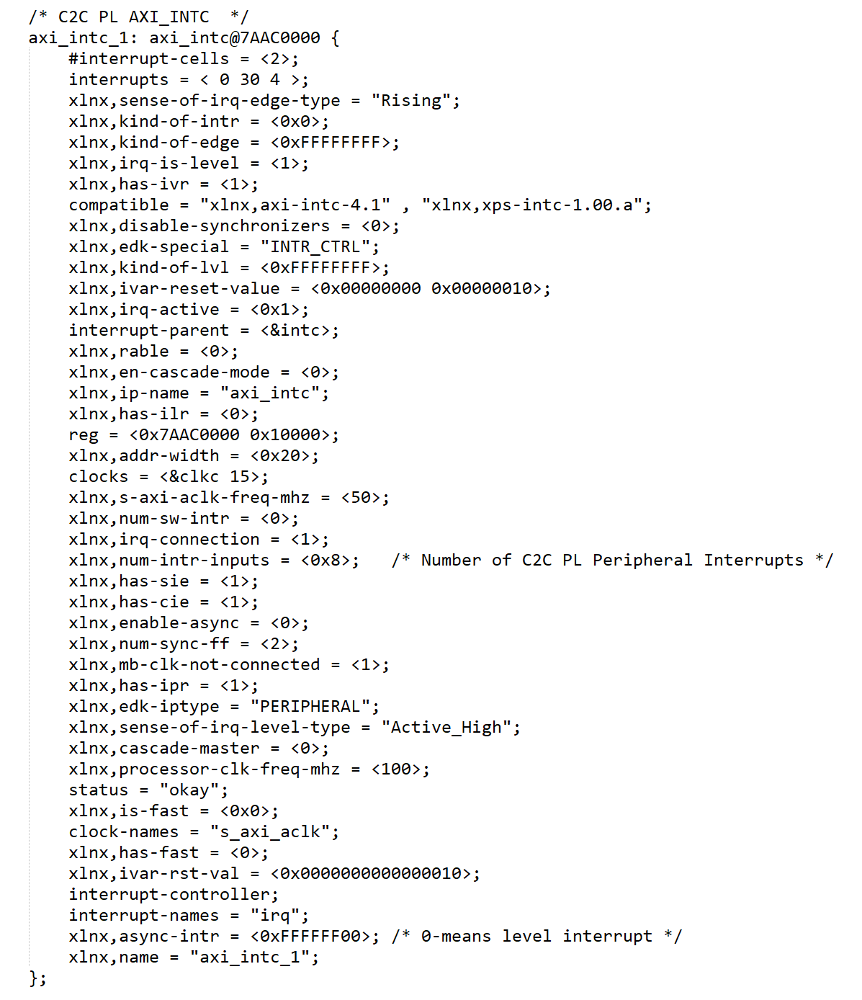 /* C2C PL AXI_INTC  */
axi_intc_1: axi_intc@7AAC0000 {
    #interrupt-cells = <2>;
    interrupts = < 0 30 4 >;
    xlnx,sense-of-irq-edge-type = "Rising";
    xlnx,kind-of-intr = <0x0>;
    xlnx,kind-of-edge = <0xFFFFFFFF>;
    xlnx,irq-is-level = <1>;
    xlnx,has-ivr = <1>;
    compatible = "xlnx,axi-intc-4.1" , "xlnx,xps-intc-1.00.a";
    xlnx,disable-synchronizers = <0>;
    xlnx,edk-special = "INTR_CTRL";
    xlnx,kind-of-lvl = <0xFFFFFFFF>;
    xlnx,ivar-reset-value = <0x00000000 0x00000010>;
    xlnx,irq-active = <0x1>;
    interrupt-parent = <&intc>;
    xlnx,rable = <0>;
    xlnx,en-cascade-mode = <0>;
    xlnx,ip-name = "axi_intc";
    xlnx,has-ilr = <0>;
    reg = <0x7AAC0000 0x10000>;
    xlnx,addr-width = <0x20>;
    clocks = <&clkc 15>;
    xlnx,s-axi-aclk-freq-mhz = <50>;
    xlnx,num-sw-intr = <0>;
    xlnx,irq-connection = <1>;
    xlnx,num-intr-inputs = <0x8>;   /* Number of C2C PL Peripheral Interrupts */
    xlnx,has-sie = <1>;
    xlnx,has-cie = <1>;
    xlnx,enable-async = <0>;
    xlnx,num-sync-ff = <2>;
    xlnx,mb-clk-not-connected = <1>;
    xlnx,has-ipr = <1>;
    xlnx,edk-iptype = "PERIPHERAL";
    xlnx,sense-of-irq-level-type = "Active_High";
    xlnx,cascade-master = <0>;
    xlnx,processor-clk-freq-mhz = <100>;
    status = "okay";
    xlnx,is-fast = <0x0>;
    clock-names = "s_axi_aclk";
    xlnx,has-fast = <0>;
    xlnx,ivar-rst-val = <0x0000000000000010>;
    interrupt-controller;
    interrupt-names = "irq";
    xlnx,async-intr = <0xFFFFFF00>; /* 0-means level interrupt */
    xlnx,name = "axi_intc_1";
};